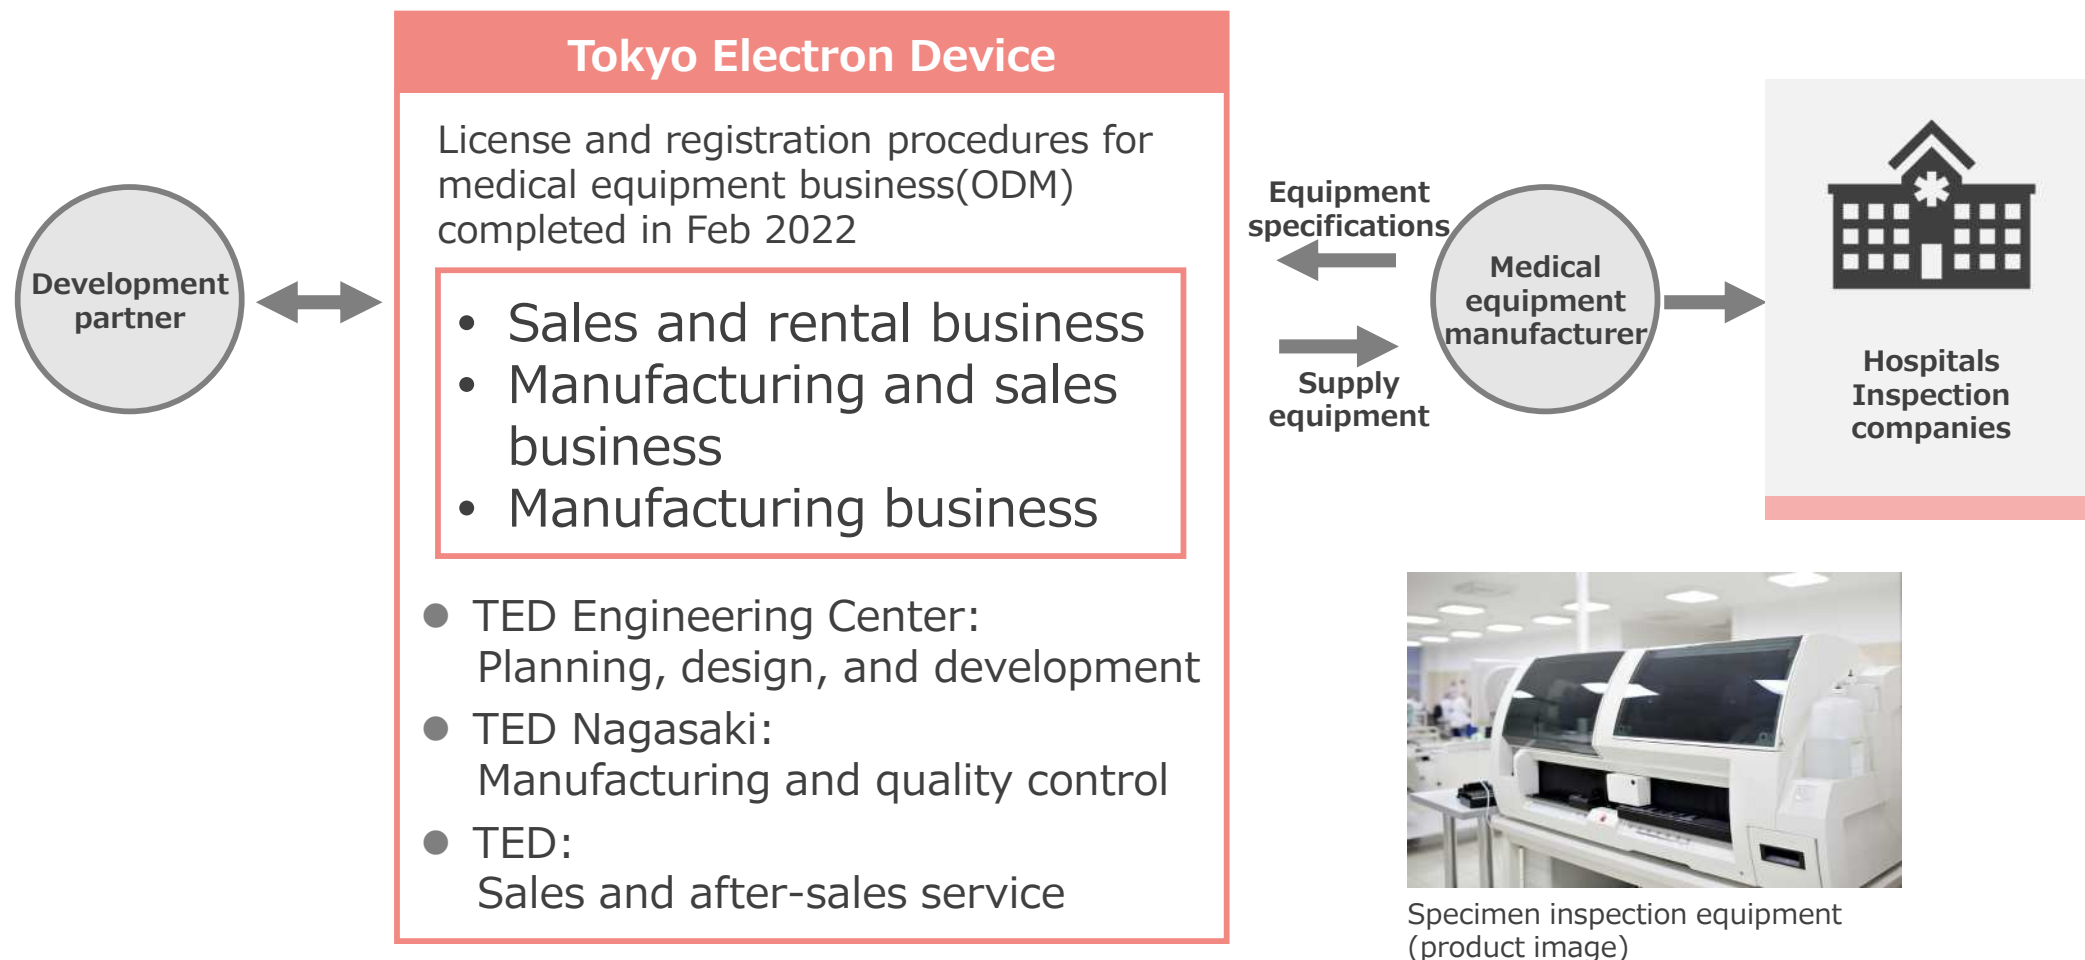 Tokyo Electron Device
License and registration procedures for
medical equipment business(ODM)
completed in Feb 2022
• Sales and rental business
• Manufacturing and sales
business
• Manufacturing business
● TED Engineering Center:
Planning, design, and development
● TED Nagasaki:
Manufacturing and quality control
● TED:
Sales and after-sales service
Development
partner
Equipment
specifications
Supply
equipment
Medical
equipment
manufacturer
Hospitals
Inspection
companies
Specimen inspection equipment
(product image)